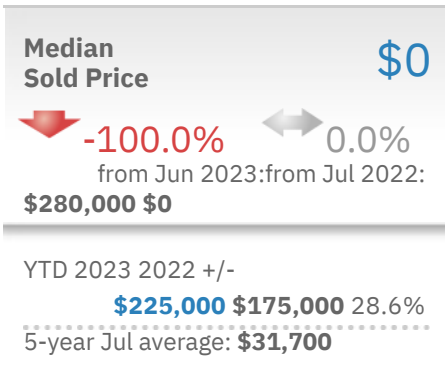 Median
Sold Price
$0
-100.0% 0.0%
from Jun 2023:from Jul 2022:
$280,000 $0
YTD 2023 2022 +/-
$225,000 $175,000 28.6%
5-year Jul average: $31,700